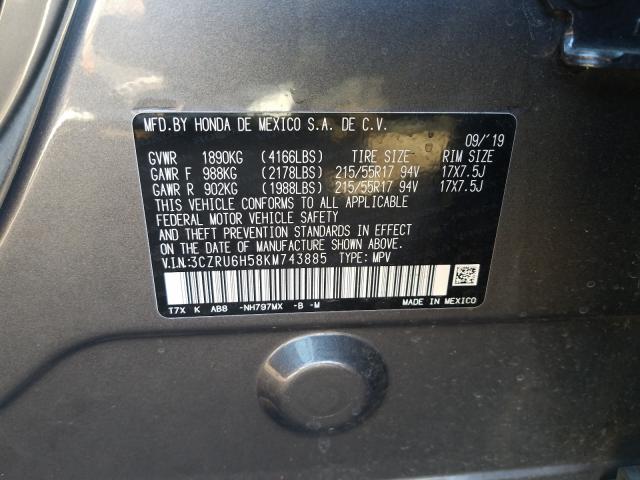 MFD.BY HONDA DE MEXICO S.A. DE C.V.
09/'19
GVWR 1890KG (4166LBS) TIRE SIZE RIM SIZE
GAWR F 988KG (2178LBS) 215/55R17 94V 17X7.5J
GAWR R 902KG (1988LBS) 215/55R17 94V 17X7.5J
THIS VEHICLE CONFORMS TO ALL APPLICABLE
FEDERAL MOTOR VEHICLE SAFETY
AND THEFT PREVENTION STANDARDS IN EFFECT
ON THE DATE OF MANUFACTURE SHOWN ABOVE.
V.I.N:3CZRU6H58KM743885 TYPE: MPV
T7X K AB8 -NH797MX -B -M
MADE IN MEXICO